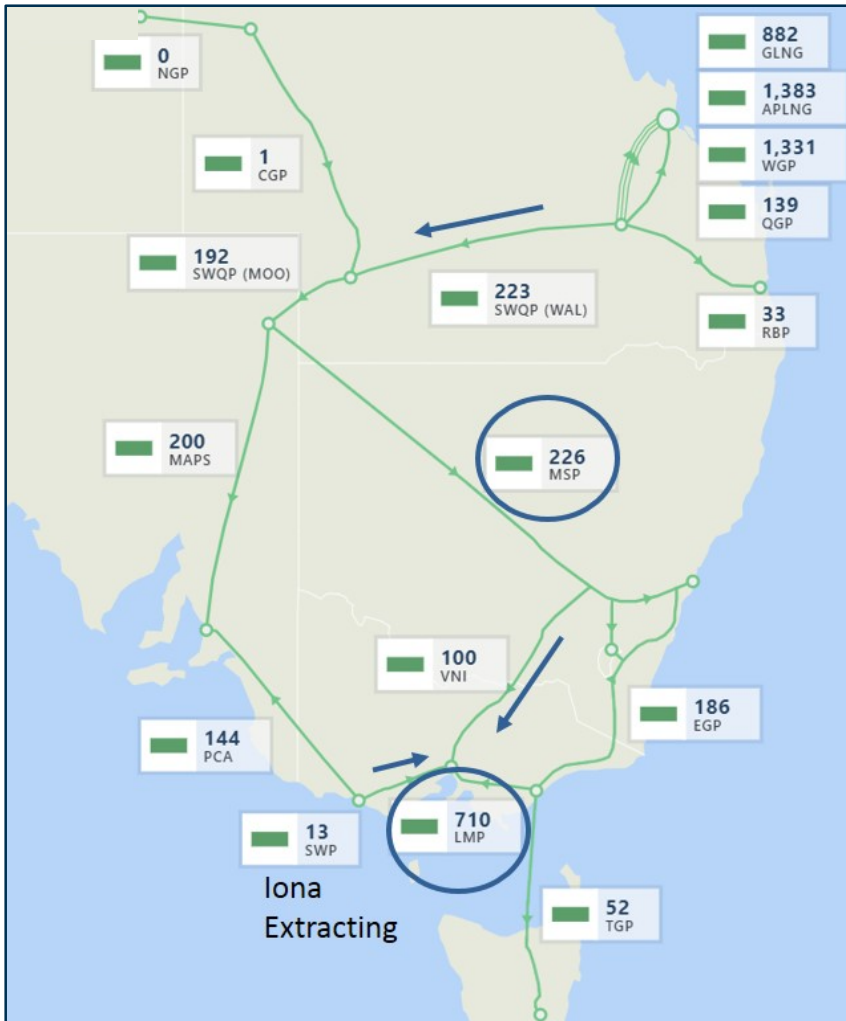 882
GLNG
0
NGP
1,383
APLNG
1
CGP
1,331
WGP
139
QGP
192
SWQP (MOO)
223
SWQP (WAL)
33
RBP
200
MAPS
226
MSP
100
VNI
186
EGP
144
PCA
13
SWP
710
LMP
Iona
Extracting
52
TGP